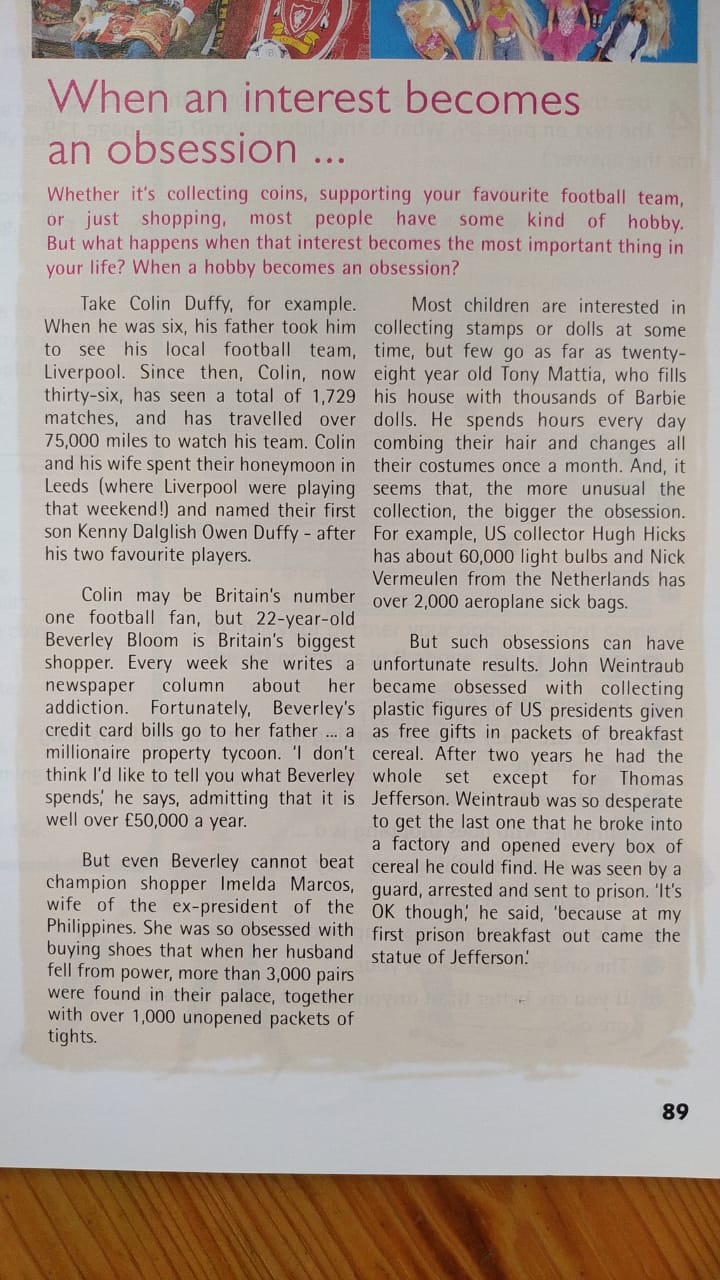 When an interest becomes
an obsession ...
Whether it's collecting coins, supporting your favourite football team,
or just shopping, most people have some kind of hobby.
But what happens when that interest becomes the most important thing in
your life? When a hobby becomes an obsession?
Take Colin Duffy, for example.
When he was six, his father took him
to see his local football team,
Liverpool. Since then, Colin, now
thirty-six, has seen a total of 1,729
matches, and has travelled over
75,000 miles to watch his team. Colin
and his wife spent their honeymoon in
Leeds (where Liverpool were playing
that weekend!) and named their first
son Kenny Dalglish Owen Duffy - after
his two favourite players.
Colin may be Britain's number
one football fan, but 22-year-old
Beverley Bloom is Britain's biggest
shopper. Every week she writes a
newspaper column about her
addiction. Fortunately, Beverley's
credit card bills go to her father ... a
millionaire property tycoon. 'I don't
think I'd like to tell you what Beverley
spends,' he says, admitting that it is
well over £50,000 a year.
But even Beverley cannot beat
champion shopper Imelda Marcos,
wife of the ex-president of the
Philippines. She was so obsessed with
buying shoes that when her husband
fell from power, more than 3,000 pairs
were found in their palace, together
with over 1,000 unopened packets of
tights.
Most children are interested in
collecting stamps or dolls at some
time, but few go as far as twenty-
eight year old Tony Mattia, who fills
his house with thousands of Barbie
dolls. He spends hours every day
combing their hair and changes all
their costumes once a month. And, it
seems that, the more unusual the
collection, the bigger the obsession.
For example, US collector Hugh Hicks
has about 60,000 light bulbs and Nick
Vermeulen from the Netherlands has
over 2,000 aeroplane sick bags.
But such obsessions can have
unfortunate results. John Weintraub
became obsessed with collecting
plastic figures of US presidents given
as free gifts in packets of breakfast
cereal. After two years he had the
whole set except for Thomas
Jefferson. Weintraub was so desperate
to get the last one that he broke into
a factory and opened every box of
cereal he could find. He was seen by a
guard, arrested and sent to prison. 'It's
OK though,' he said, 'because at my
first prison breakfast out came the
statue of Jefferson.'
89